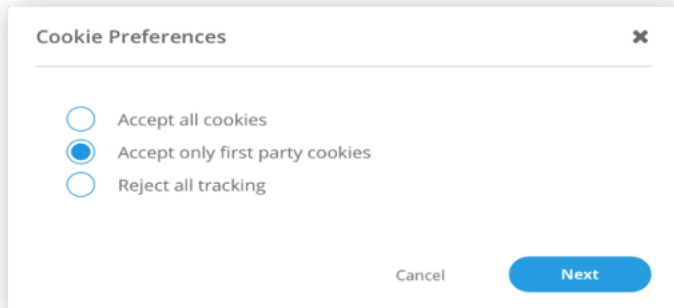 Cookie Preferences
Accept all cookies
Accept only first party cookies
Reject all tracking
Cancel Next